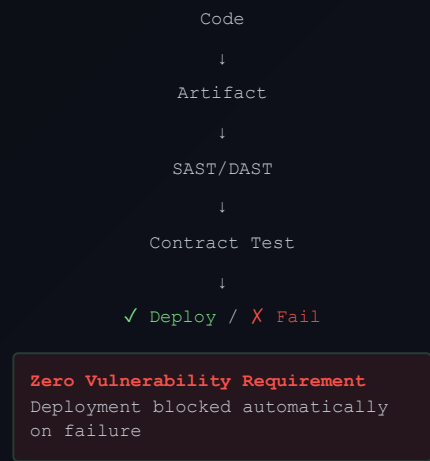 Code
↓
Artifact
↓
SAST/DAST
↓
Contract Test
↓
✓ Deploy / ✗ Fail
Zero Vulnerability Requirement
Deployment blocked automatically
on failure